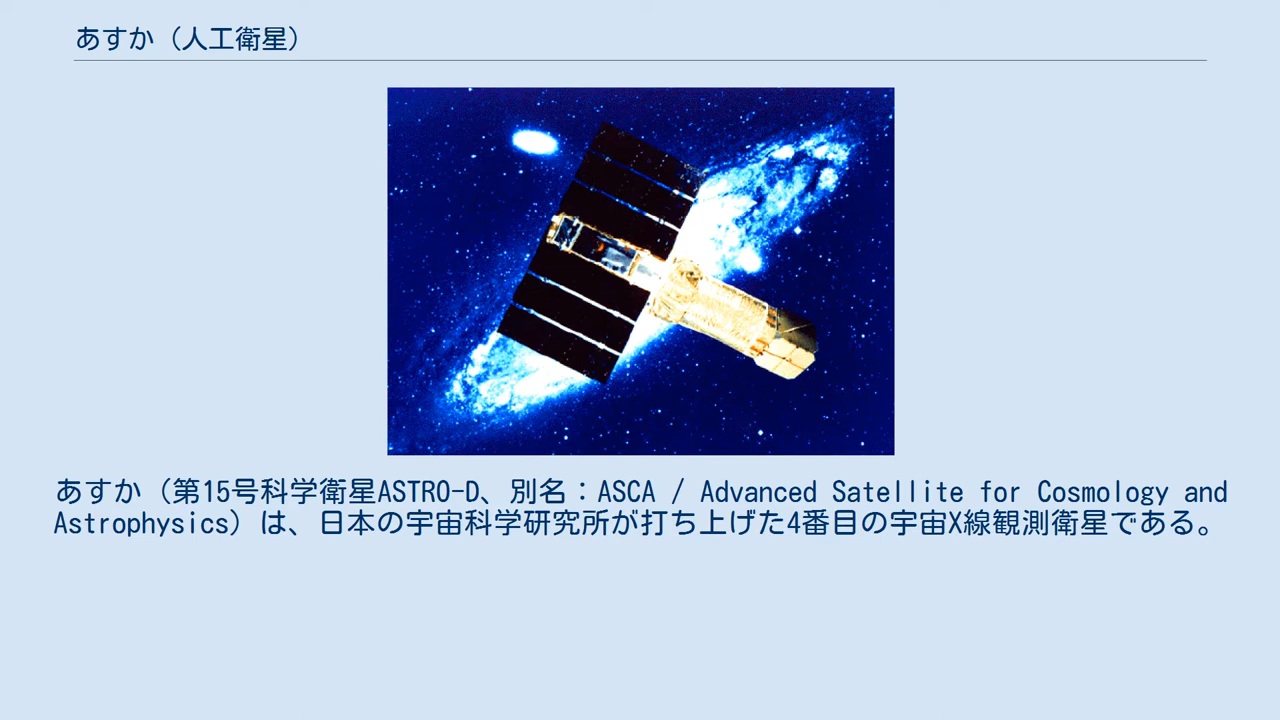 あすか（人工衛星）
あすか（第15号科学衛星ASTRO-D、別名：ASCA / Advanced Satellite for Cosmology and
Astrophysics）は、日本の宇宙科学研究所が打ち上げた4番目の宇宙X線観測衛星である。